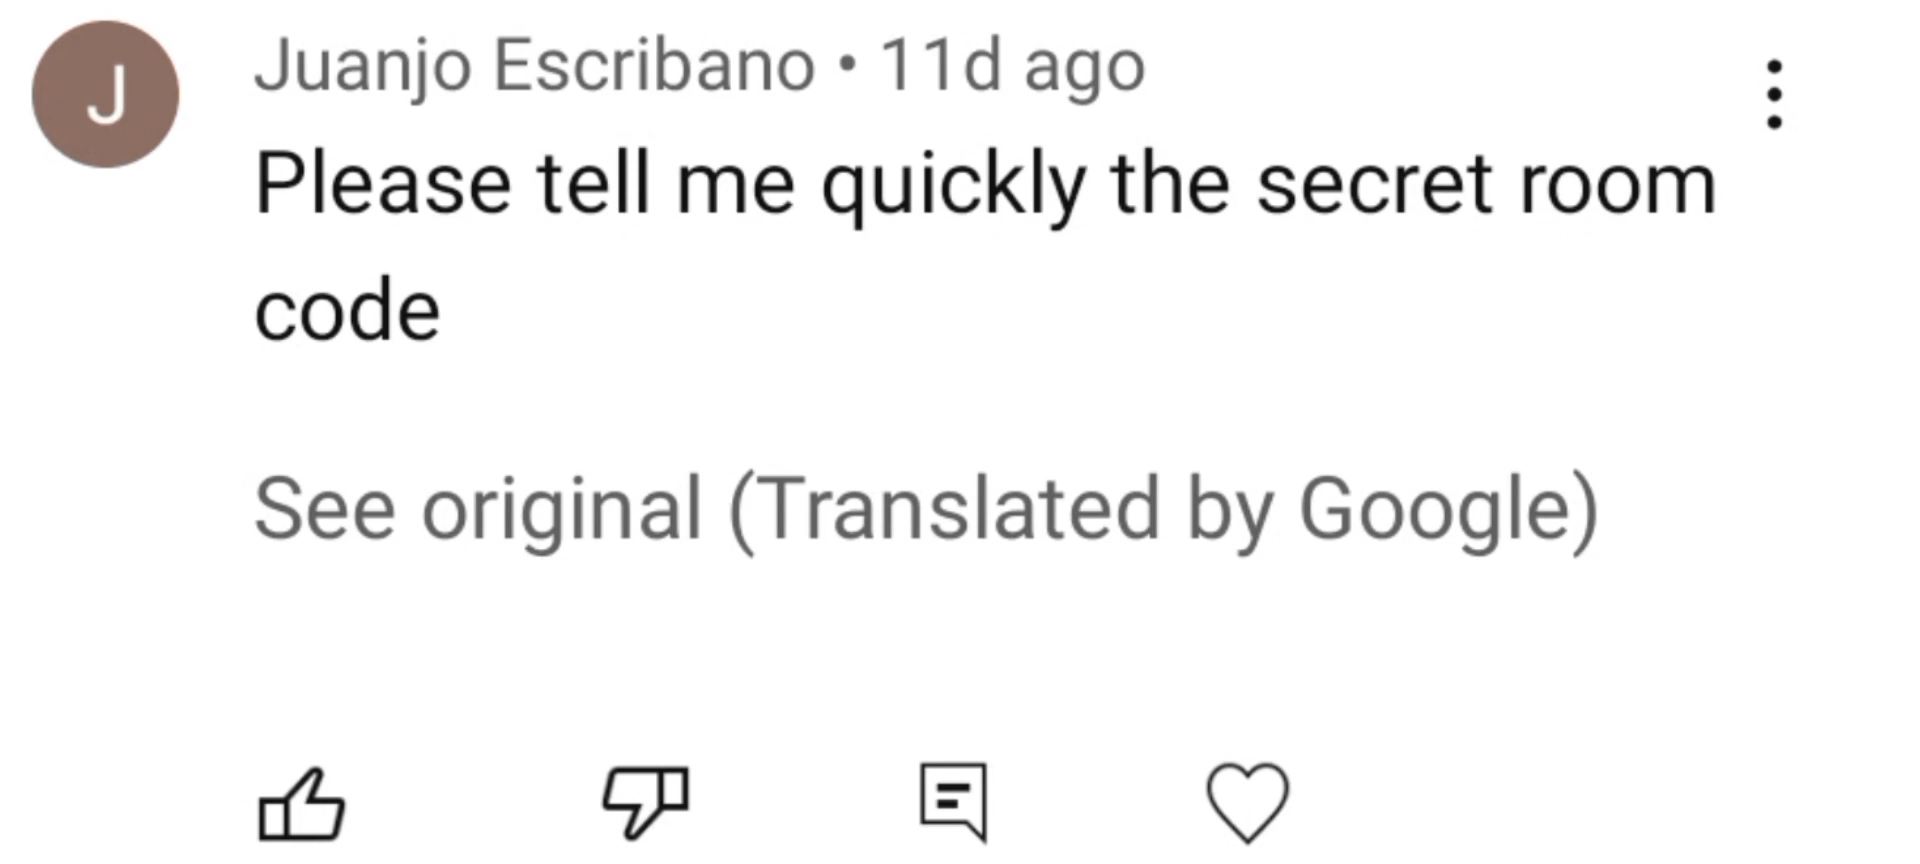 J
Juanjo Escribano • 11d ago
Please tell me quickly the secret room
code
See original (Translated by Google)